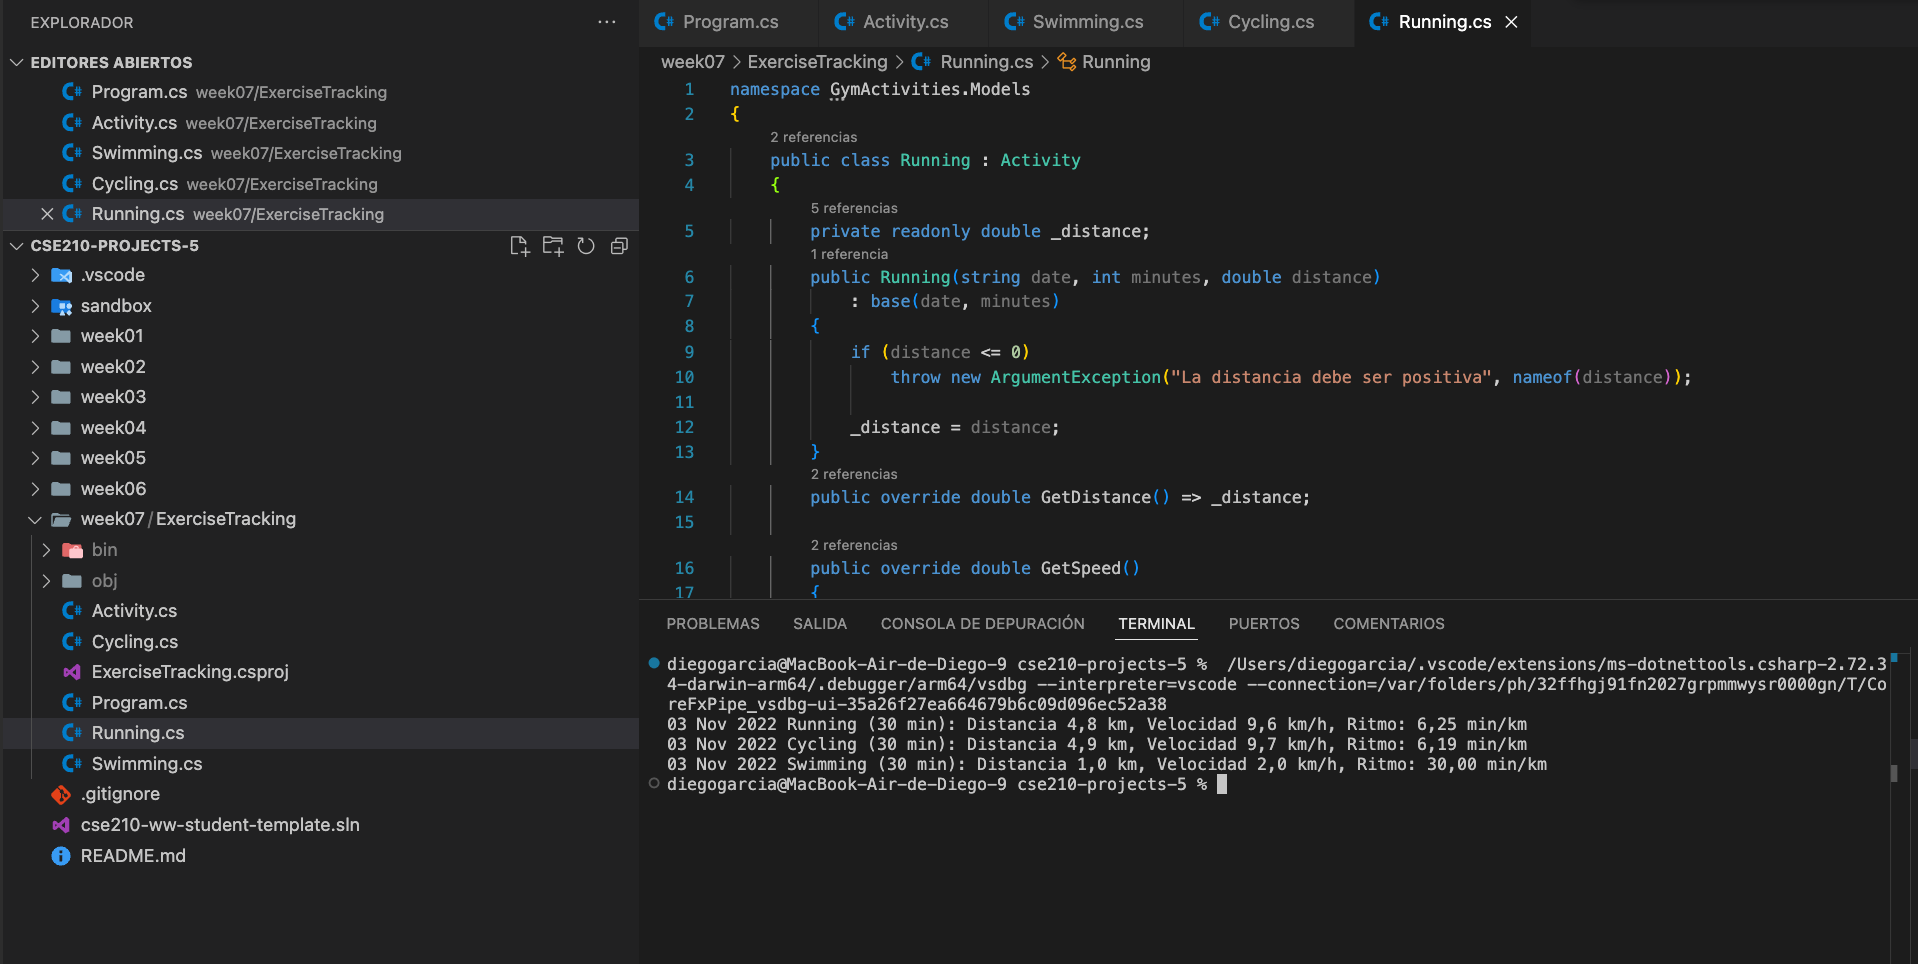 EXPLORADOR
EDITORES ABIERTOS
Program.cs week07/ExerciseTracking
Activity.cs week07/ExerciseTracking
Swimming.cs week07/ExerciseTracking
Cycling.cs week07/ExerciseTracking
Running.cs week07/ExerciseTracking
CSE210-PROJECTS-5
.vscode
sandbox
week01
week02
week03
week04
week05
week06
week07 / ExerciseTracking
bin
obj
Activity.cs
Cycling.cs
ExerciseTracking.csproj
Program.cs
Running.cs
Swimming.cs
.gitignore
cse210-ww-student-template.sln
README.md
Program.cs Activity.cs Swimming.cs Cycling.cs Running.cs
week07 > ExerciseTracking > Running.cs > Running
1 namespace GymActivities.Models
2 {
2 referencias
3 public class Running : Activity
4 {
5 referencias
5 private readonly double _distance;
1 referencia
6 public Running(string date, int minutes, double distance)
7 : base(date, minutes)
8 {
9 if (distance <= 0)
10 throw new ArgumentException("La distancia debe ser positiva", nameof(distance));
11
12 _distance = distance;
13 }
2 referencias
14 public override double GetDistance() => _distance;
15
2 referencias
16 public override double GetSpeed()
17 {
PROBLEMAS SALIDA CONSOLA DE DEPURACIÓN TERMINAL PUERTOS COMENTARIOS
diegogarcia@MacBook-Air-de-Diego-9 cse210-projects-5 % /Users/diegogarcia/.vscode/extensions/ms-dotnettools.csharp-2.72.3
4-darwin-arm64/.debugger/arm64/vsdbg --interpreter=vscode --connection=/var/folders/ph/32ffhgj91fn2027grpmmwysr0000gn/T/Co
reFxPipe_vsdbg-ui-35a26f27ea664679b6c09d096ec52a38
03 Nov 2022 Running (30 min): Distancia 4,8 km, Velocidad 9,6 km/h, Ritmo: 6,25 min/km
03 Nov 2022 Cycling (30 min): Distancia 4,9 km, Velocidad 9,7 km/h, Ritmo: 6,19 min/km
03 Nov 2022 Swimming (30 min): Distancia 1,0 km, Velocidad 2,0 km/h, Ritmo: 30,00 min/km
diegogarcia@MacBook-Air-de-Diego-9 cse210-projects-5 %